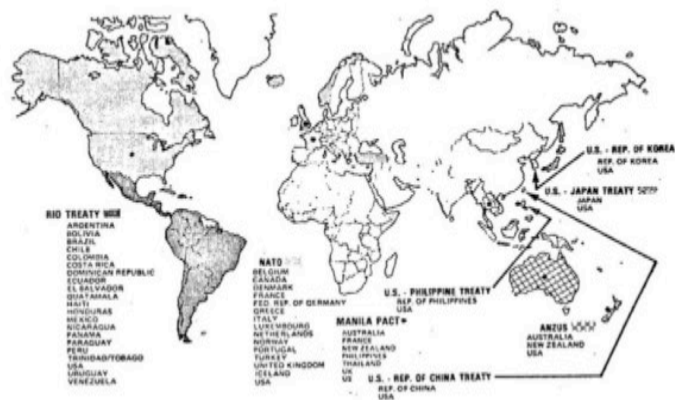 RIO TREATY
ARGENTINA
BOLIVIA
BRAZIL
CHILE
COLOMBIA
COSTA RICA
DOMINICAN REPUBLIC
ECUADOR
EL SALVADOR
GUATAMALA
HAITI
HONDURAS
MEXICO
NICARAGUA
PANAMA
PARAGUAY
PERU
TRINIDAD/TOBAGO
USA
URUGUAY
VENEZUELA
NATO
BELGIUM
CANADA
DENMARK
FRANCE
FED. REP. OF GERMANY
GREECE
ITALY
LUXEMBOURG
NETHERLANDS
NORWAY
PORTUGAL
TURKEY
UNITED KINGDOM
ICELAND
USA
MANILA PACT
AUSTRALIA
FRANCE
NEW ZEALAND
PHILIPPINES
THAILAND
UK
US
U.S. - REP. OF KOREA
REP. OF KOREA
USA
U.S. - JAPAN TREATY
JAPAN
USA
U.S. - PHILIPPINE TREATY
REP. OF PHILIPPINES
USA
ANZUS
AUSTRALIA
NEW ZEALAND
USA
U.S. - REP. OF CHINA TREATY
REP. OF CHINA
USA